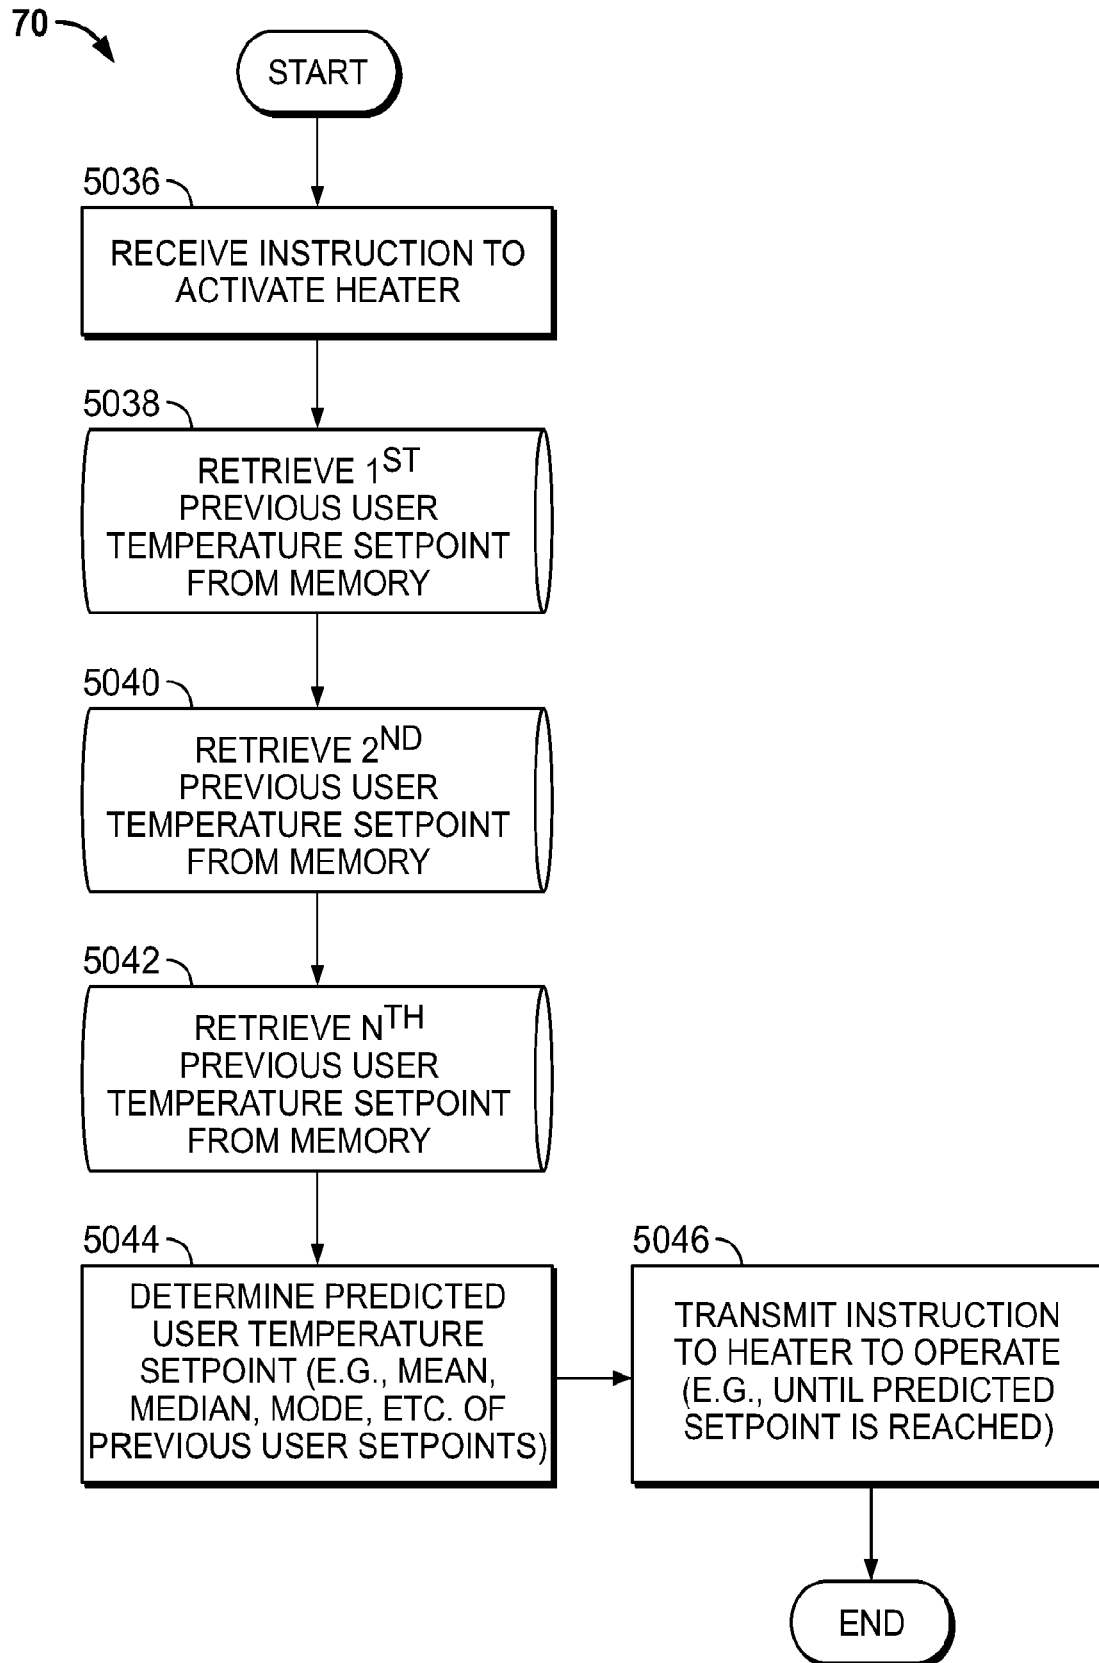 70
START
5036
RECEIVE INSTRUCTION TO
ACTIVATE HEATER
5038
RETRIEVE 1ST
PREVIOUS USER
TEMPERATURE SETPOINT
FROM MEMORY
5040
RETRIEVE 2ND
PREVIOUS USER
TEMPERATURE SETPOINT
FROM MEMORY
5042
RETRIEVE NTH
PREVIOUS USER
TEMPERATURE SETPOINT
FROM MEMORY
5044
DETERMINE PREDICTED
USER TEMPERATURE
SETPOINT (E.G., MEAN,
MEDIAN, MODE, ETC. OF
PREVIOUS USER SETPOINTS)
5046
TRANSMIT INSTRUCTION
TO HEATER TO OPERATE
(E.G., UNTIL PREDICTED
SETPOINT IS REACHED)
END